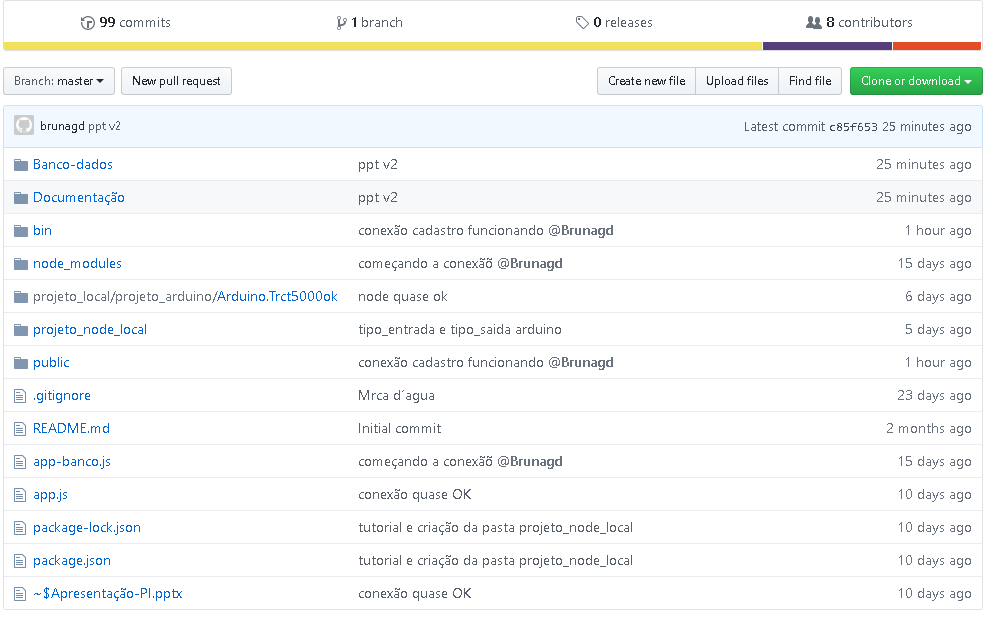 99 commits 1 branch 0 releases 8 contributors
Branch: master New pull request Create new file Upload files Find file Clone or download
brunagd ppt v2 Latest commit c85f653 25 minutes ago
Banco-dados ppt v2 25 minutes ago
Documentação ppt v2 25 minutes ago
bin conexão cadastro funcionando @Brunagd 1 hour ago
node_modules começando a conexãõ @Brunagd 15 days ago
projeto_local/projeto_arduino/Arduino.Trct5000ok node quase ok 6 days ago
projeto_node_local tipo_entrada e tipo_saida arduino 5 days ago
public conexão cadastro funcionando @Brunagd 1 hour ago
.gitignore Mrca d´agua 23 days ago
README.md Initial commit 2 months ago
app-banco.js começando a conexãõ @Brunagd 15 days ago
app.js conexão quase OK 10 days ago
package-lock.json tutorial e criação da pasta projeto_node_local 10 days ago
package.json tutorial e criação da pasta projeto_node_local 10 days ago
~$Apresentação-PI.pptx conexão quase OK 10 days ago